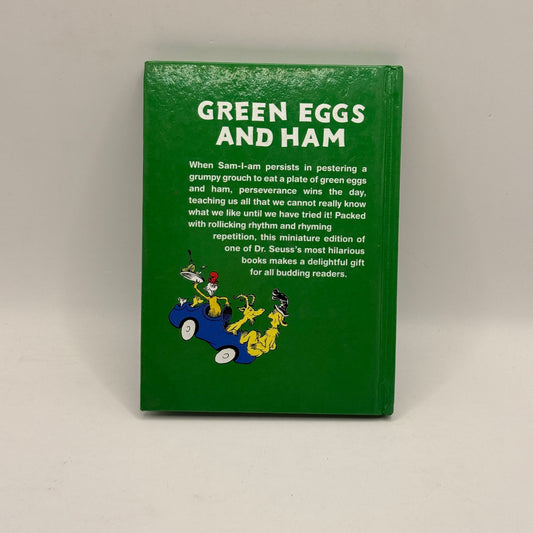 GREEN EGGS
AND HAM
When Sam-I-am persists in pestering a
grumpy grouch to eat a plate of green eggs
and ham, perseverance wins the day,
teaching us all that we cannot really know
what we like until we have tried it! Packed
with rollicking rhythm and rhyming
repetition, this miniature edition of
one of Dr. Seuss's most hilarious
books makes a delightful gift
for all budding readers.